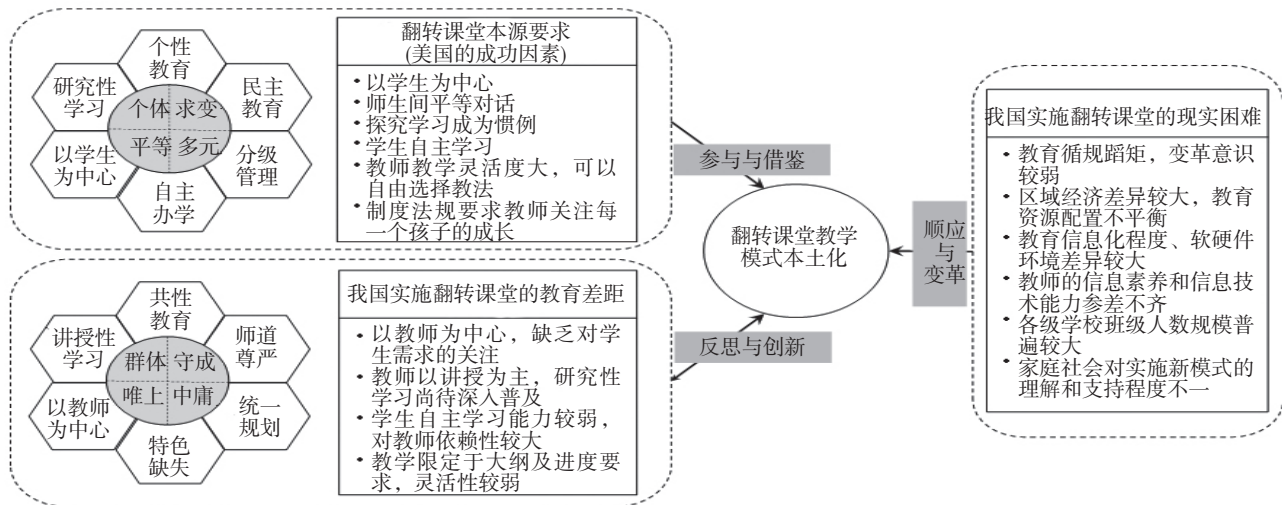 个性
教育
研究性
学习
民主
教育
个体 求变
平等 多元
以学生
为中心
分级
管理
自主
办学
翻转课堂本源要求
(美国的成功因素)
• 以学生为中心
• 师生间平等对话
• 探究学习成为惯例
• 学生自主学习
• 教师教学灵活度大，可以
自由选择教法
• 制度法规要求教师关注每
一个孩子的成长
共性
教育
讲授性
学习
师道
尊严
群体 守成
唯上 中庸
以教师
为中心
统一
规划
特色
缺失
我国实施翻转课堂的教育差距
• 以教师为中心，缺乏对学
生需求的关注
• 教师以讲授为主，研究性
学习尚待深入普及
• 学生自主学习能力较弱，
对教师依赖性较大
• 教学限定于大纲及进度要
求，灵活性较弱
参与与借鉴
反思与创新
翻转课堂教学
模式本土化
顺应
与
变革
我国实施翻转课堂的现实困难
• 教育循规蹈矩，变革意识
较弱
• 区域经济差异较大，教育
资源配置不平衡
• 教育信息化程度、软硬件
环境差异较大
• 教师的信息素养和信息技
术能力参差不齐
• 各级学校班级人数规模普
遍较大
• 家庭社会对实施新模式的
理解和支持程度不一